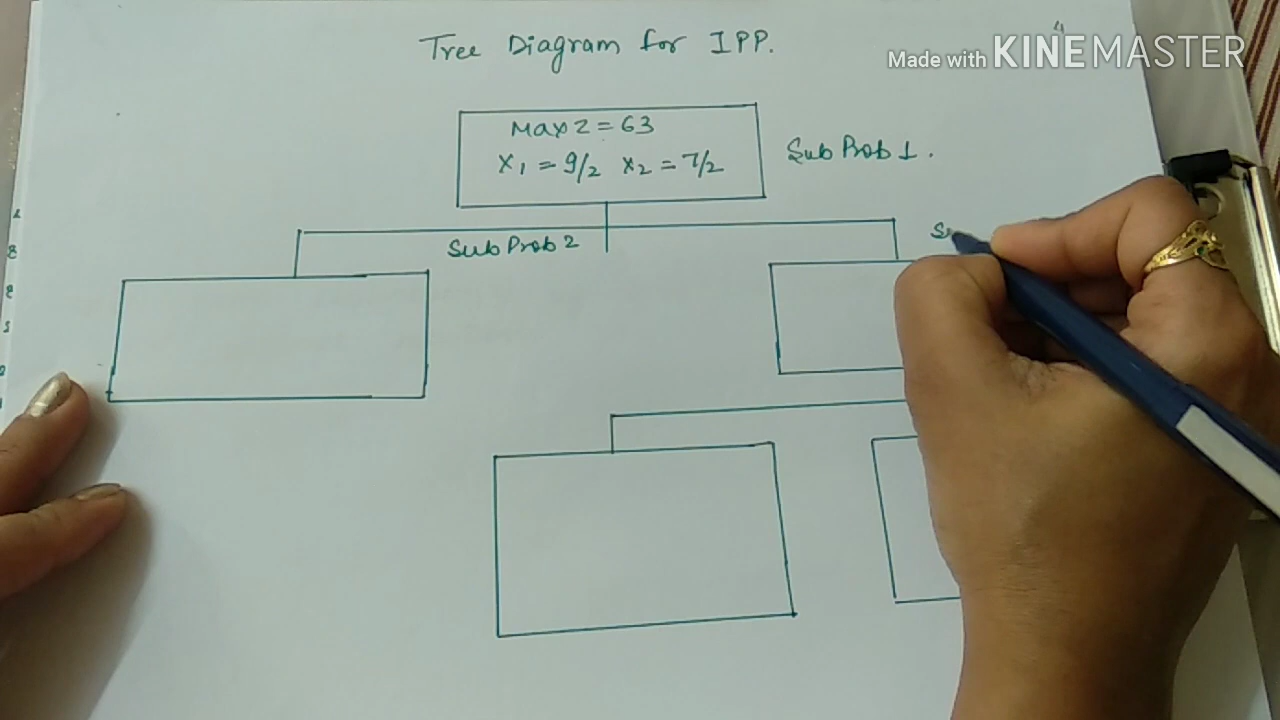 Tree Diagram for IPP.
Made with KINEMASTER
Max Z = 63
x₁ = 9/2 x₂ = 7/2
Sub Prob 1.
Sub Prob 2